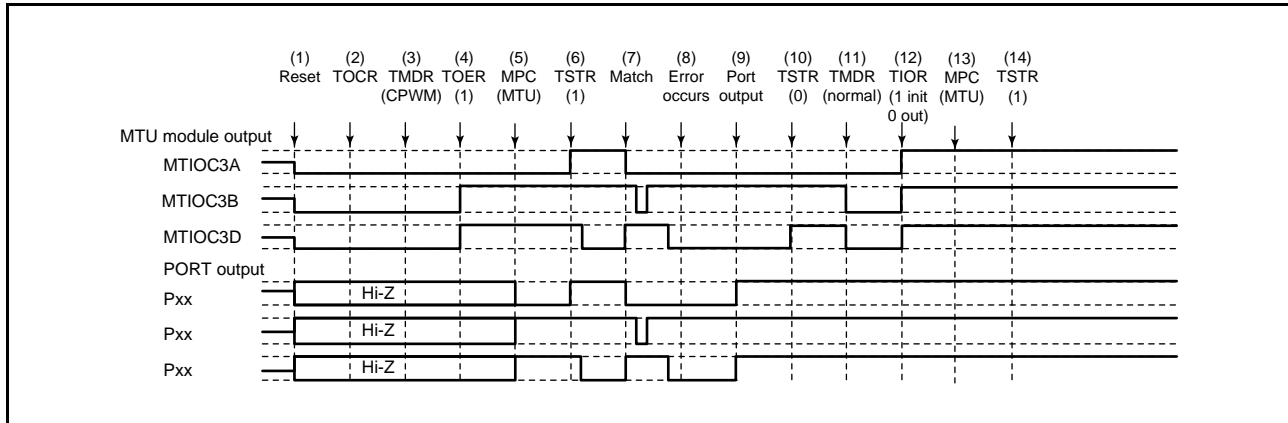 (1) (2) (3) (4) (5) (6) (7) (8) (9) (10) (11) (12) (13) (14)
Reset TOCR TMDR TOER MPC TSTR Match Error Port TSTR TMDR TIOR MPC TSTR
(CPWM) (1) (MTU) (1) occurs output (0) (normal) (1 init (MTU) (1)
0 out)
MTU module output
MTIOC3A
MTIOC3B
MTIOC3D
PORT output
Pxx Hi-Z
Pxx Hi-Z
Pxx Hi-Z